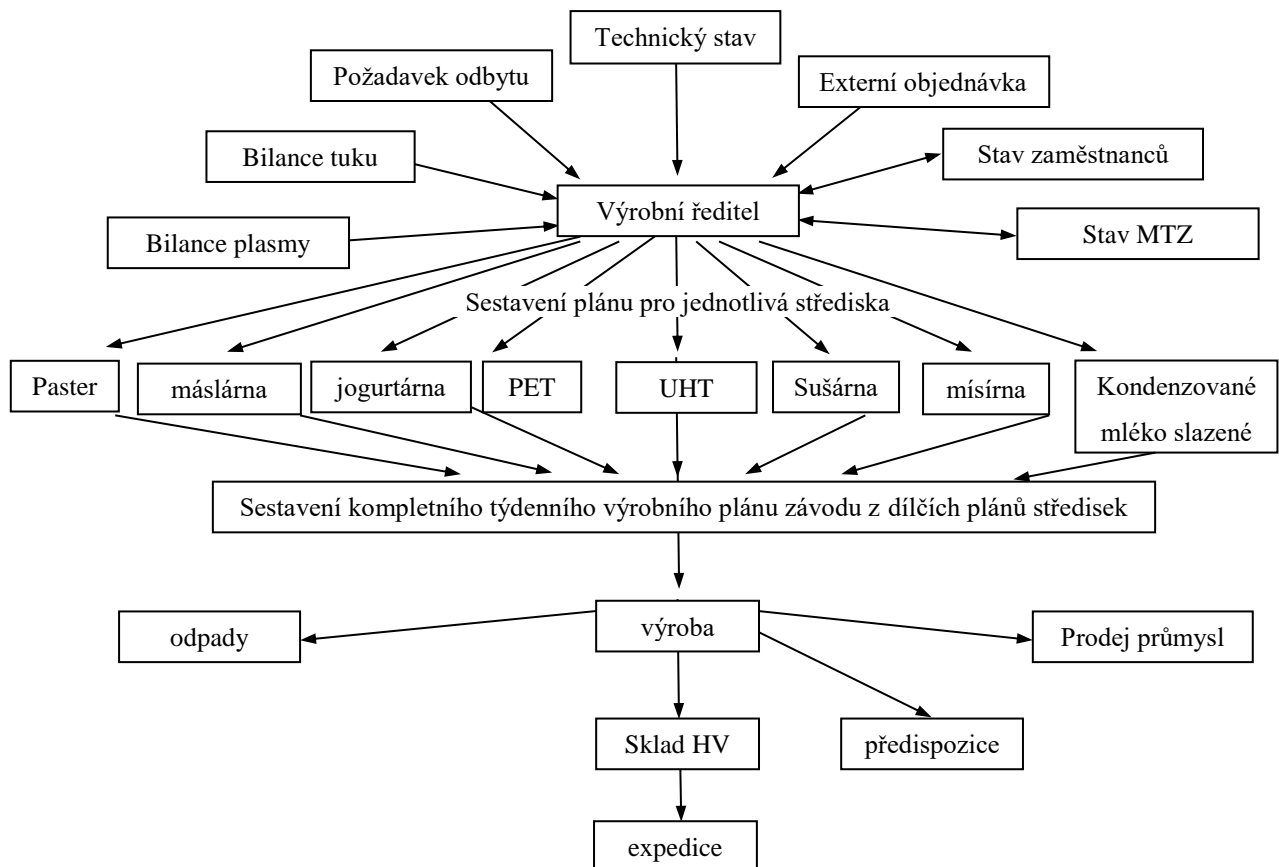 Technický stav
Požadavek odbytu
Externí objednávka
Bilance tuku
Stav zaměstnanců
Výrobní ředitel
Bilance plasmy
Stav MTZ
Sestavení plánu pro jednotlivá střediska
Paster
máslárna
jogurtárna
PET
UHT
Sušárna
mísírna
Kondenzované
mléko slazené
Sestavení kompletního týdenního výrobního plánu závodu z dílčích plánů středisek
odpady
výroba
Prodej průmysl
Sklad HV
předispozice
expedice